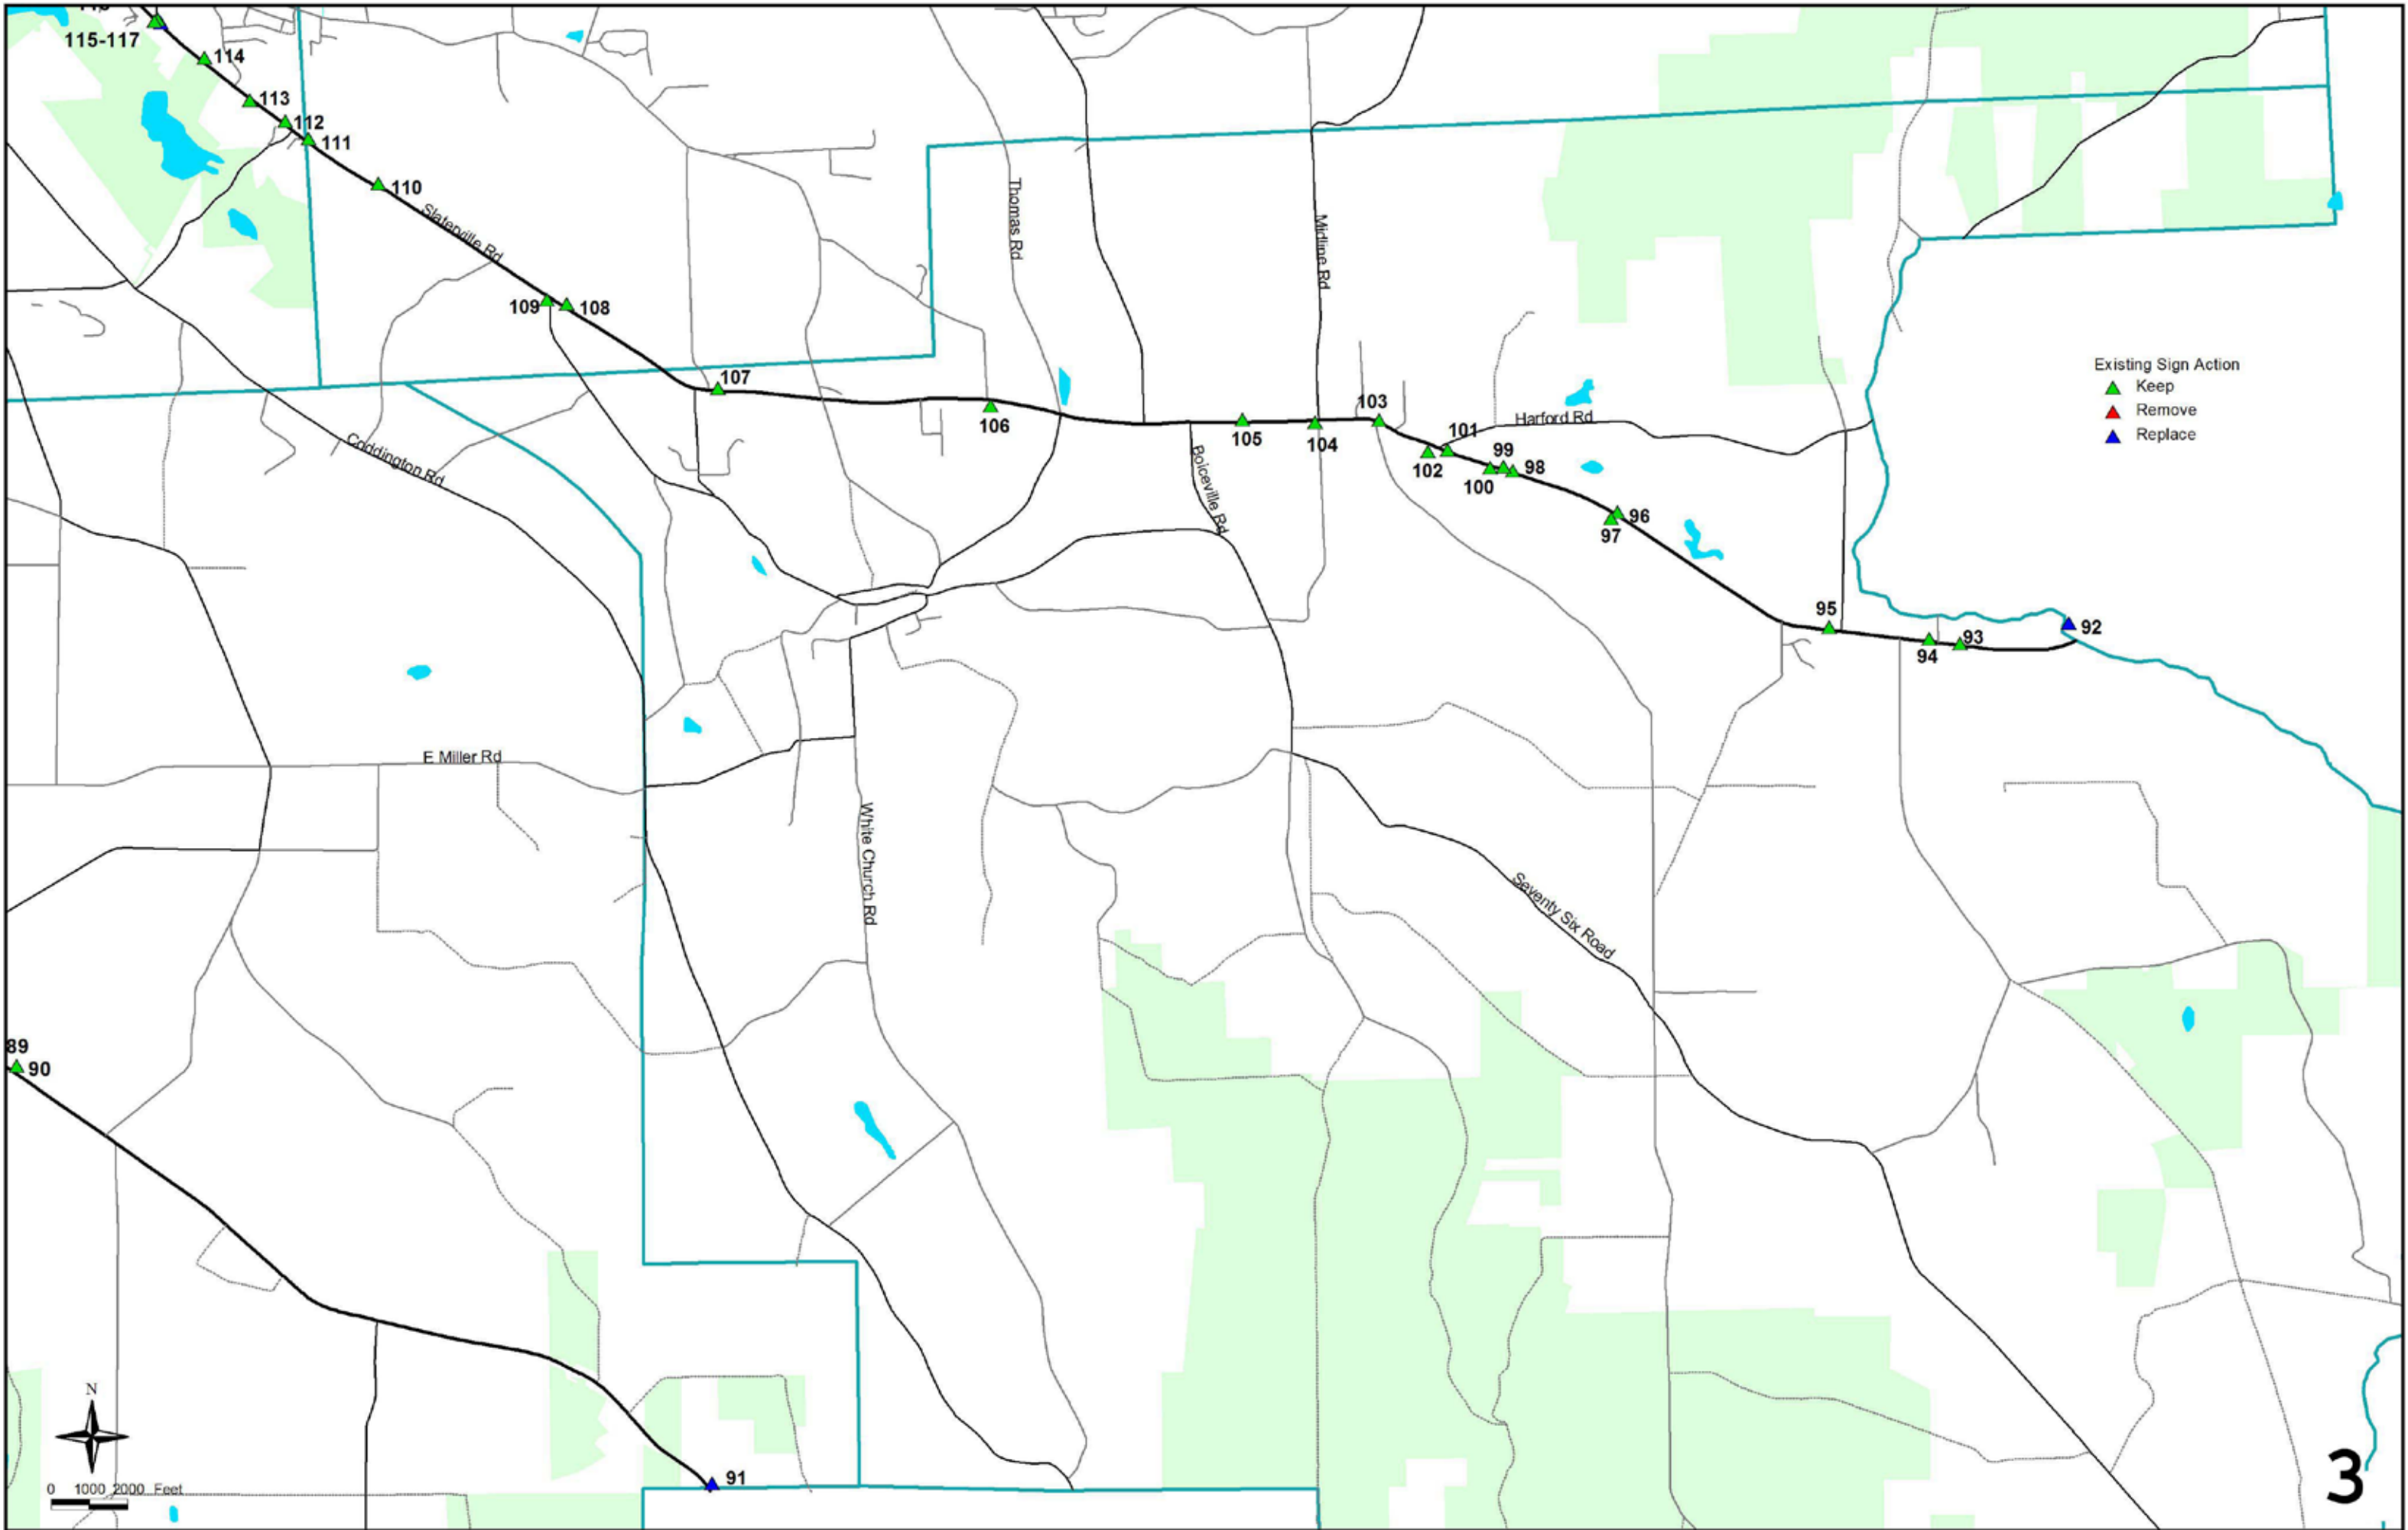 115-117
114
113
112
111
110
Slaterville Rd
109
108
107
106
105
104
103
102
101
100
99
98
97
96
95
94
93
92
Thomas Rd
Midline Rd
Harford Rd
Boiceville Rd
Coddington Rd
E Miller Rd
White Church Rd
Seventy Six Road
Existing Sign Action
Keep
Remove
Replace
89
90
91
N
0 1000 2000 Feet
3